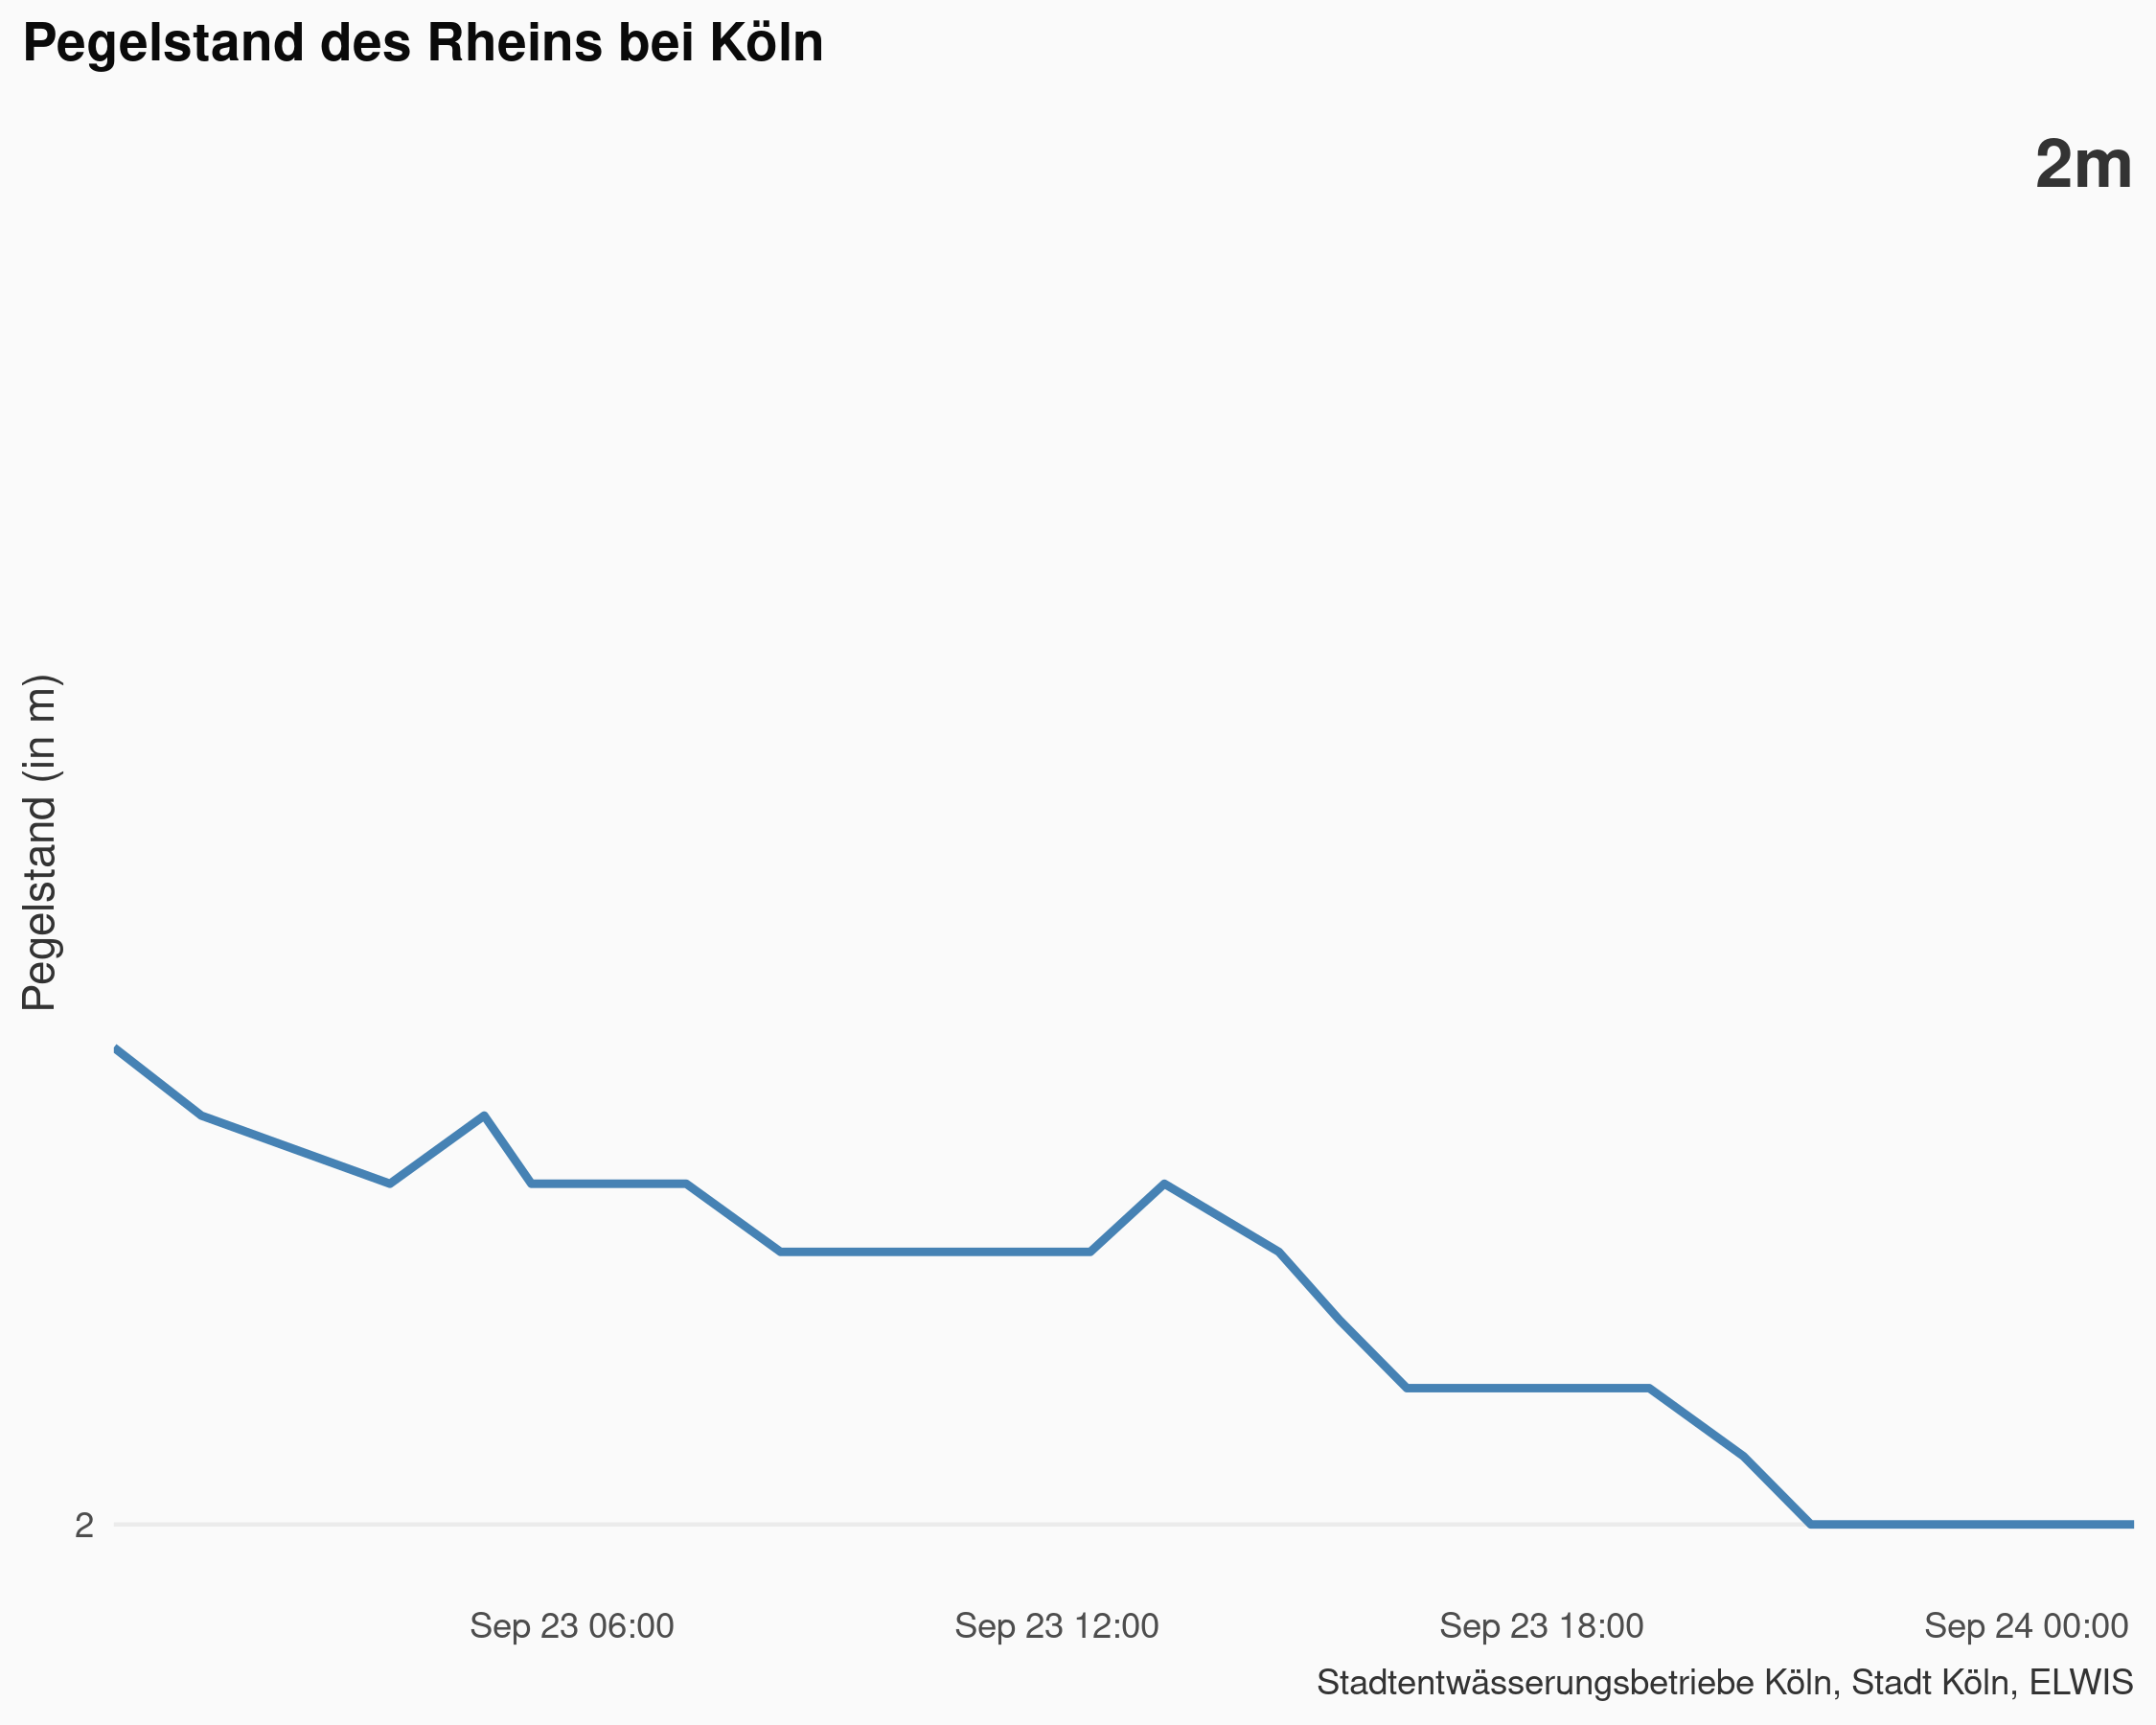 Pegelstand des Rheins bei Köln
2m
Pegelstand (in m)
2
Sep 23 06:00
Sep 23 12:00
Sep 23 18:00
Sep 24 00:00
Stadtentwässerungsbetriebe Köln, Stadt Köln, ELWIS